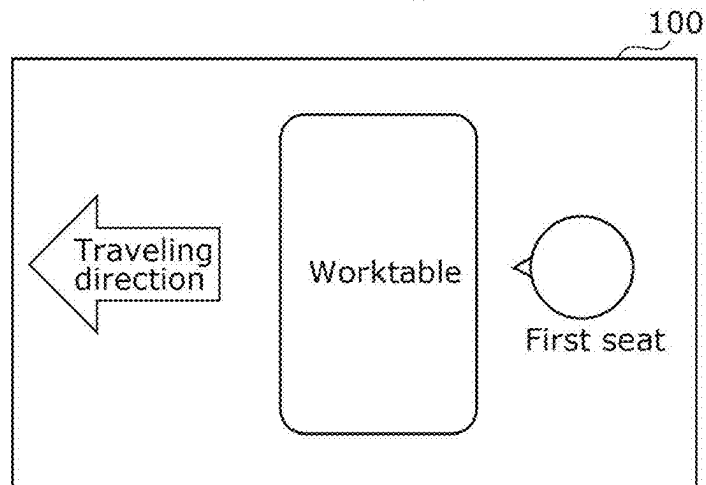 100
Traveling
direction
Worktable
First seat